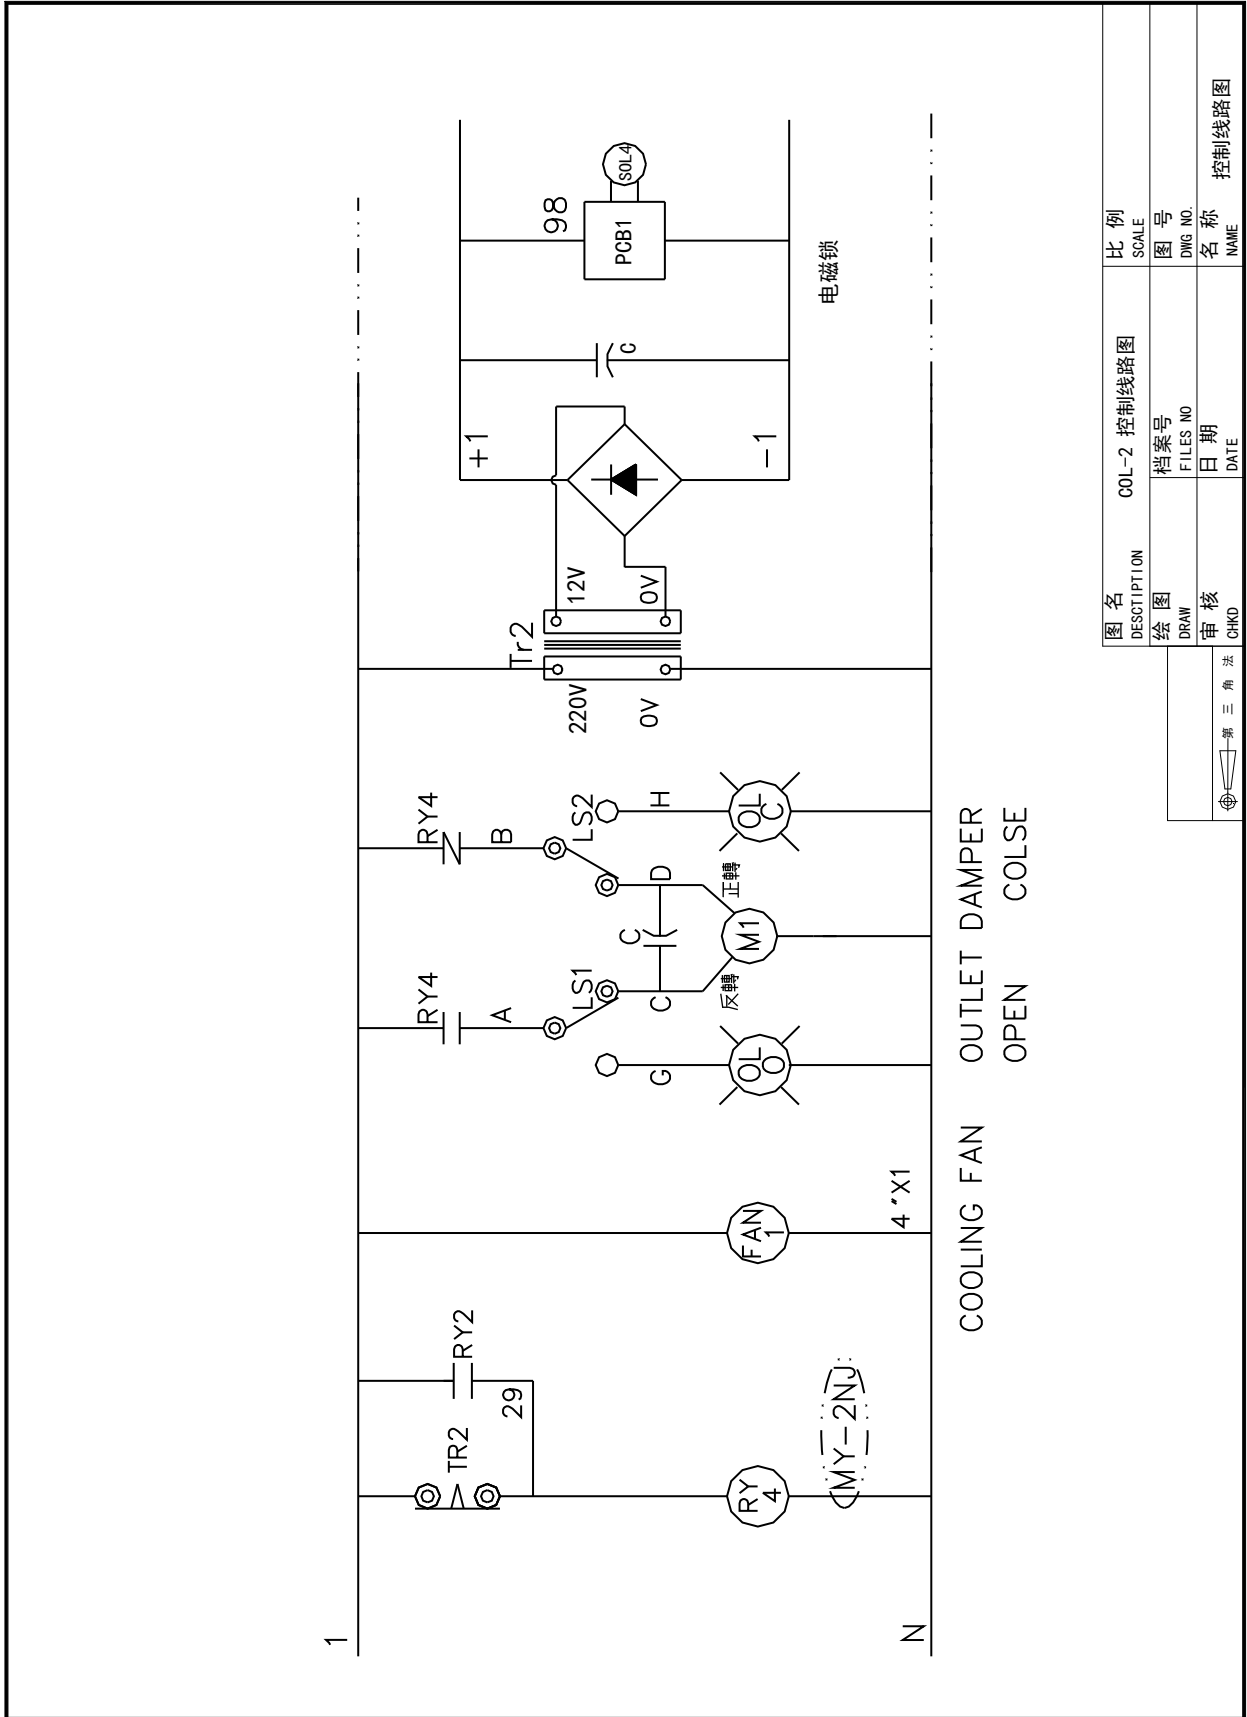 1
N
TR2
RY2
29
RY
4
MY-2NJ
FAN
1
4″X1
COOLING FAN
RY4
A
LS1
G
C
C
反轉
OL
O
M1
RY4
B
LS2
D
H
正轉
OL
C
OUTLET DAMPER
OPEN
COLSE
Tr2
220V
0V
12V
0V
+1
-1
C
98
PCB1
SOL4
电磁锁
图 名
DESCTIPTION
COL-2 控制线路图
比 例
SCALE
绘 图
DRAW
档案号
FILES NO
图 号
DWG NO.
审 核
CHKD
日 期
DATE
名 称
NAME
控制线路图
第 三 角 法